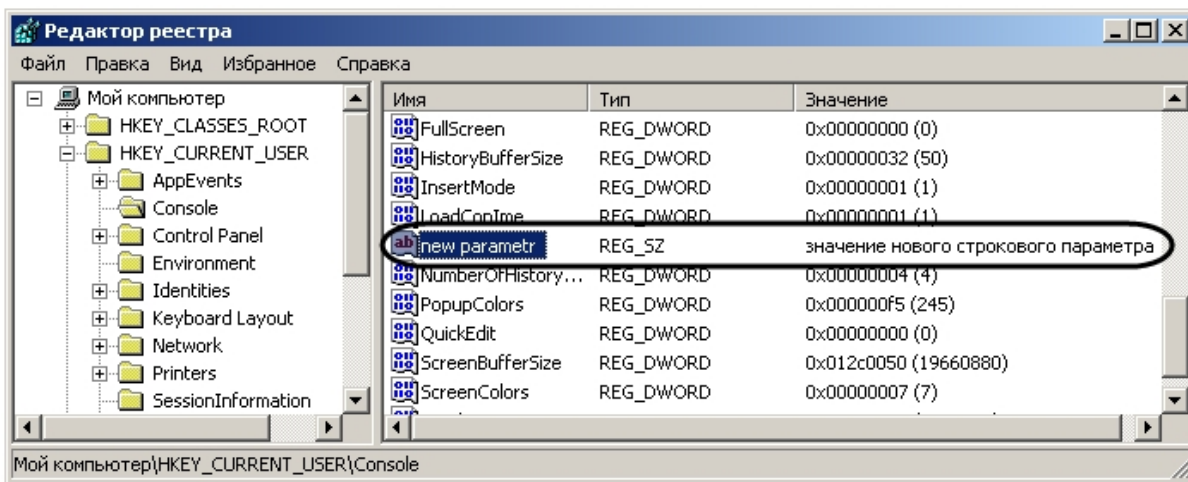 Редактор реестра
Файл Правка Вид Избранное Справка
Мой компьютер
HKEY_CLASSES_ROOT
HKEY_CURRENT_USER
AppEvents
Console
Control Panel
Environment
Identities
Keyboard Layout
Network
Printers
SessionInformation
Имя Тип Значение
FullScreen REG_DWORD 0x00000000 (0)
HistoryBufferSize REG_DWORD 0x00000032 (50)
InsertMode REG_DWORD 0x00000001 (1)
LoadConIme REG_DWORD 0x00000001 (1)
new parametr REG_SZ значение нового строкового параметра
NumberOfHistory... REG_DWORD 0x00000004 (4)
PopupColors REG_DWORD 0x000000f5 (245)
QuickEdit REG_DWORD 0x00000000 (0)
ScreenBufferSize REG_DWORD 0x012c0050 (19660880)
ScreenColors REG_DWORD 0x00000007 (7)
Мой компьютер\HKEY_CURRENT_USER\Console